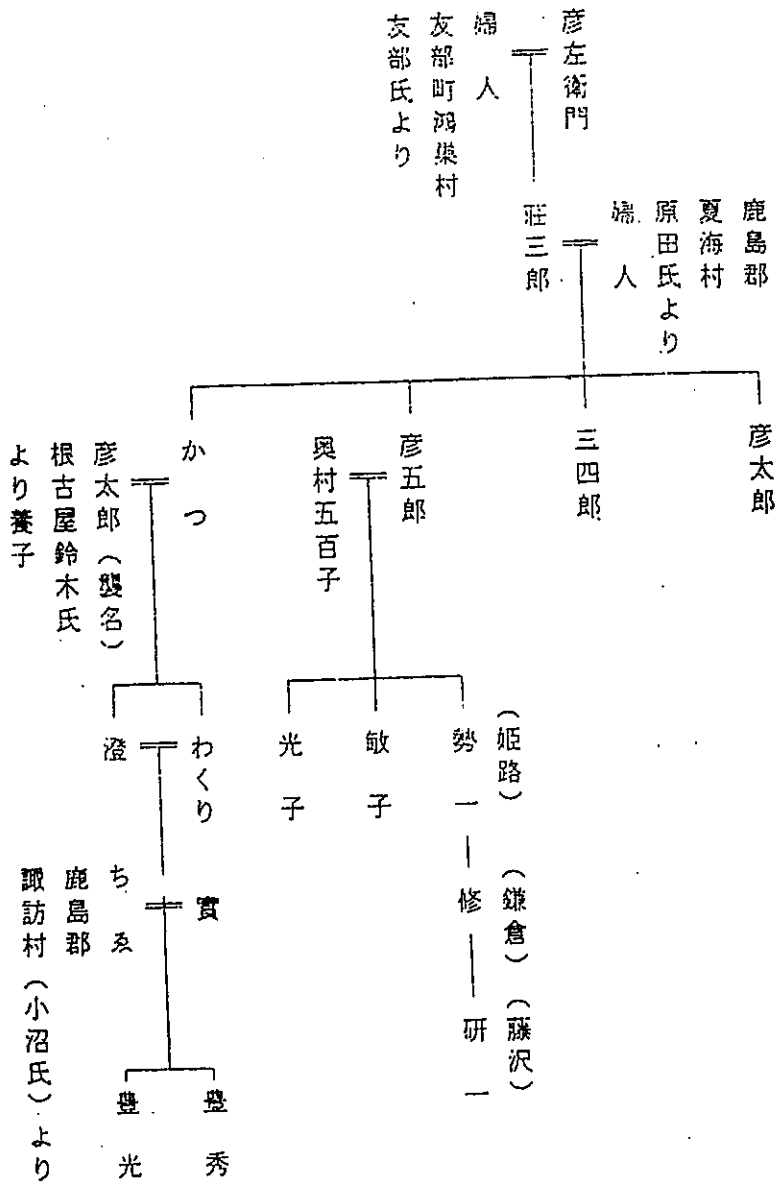 彦左衛門
婦人
友部町鴻巣村
友部氏より
鹿島郡
夏海村
原田氏より
婦人
荘三郎
彦太郎
三四郎
彦五郎
奥村五百子
かつ
彦太郎（襲名）
根古屋鈴木氏
より養子
（姫路）
勢一
敏子
光子
（鎌倉）
修
（藤沢）
研一
わくり
澄
實
ちゑ
鹿島郡
諏訪村（小沼氏）より
豊秀
豊光